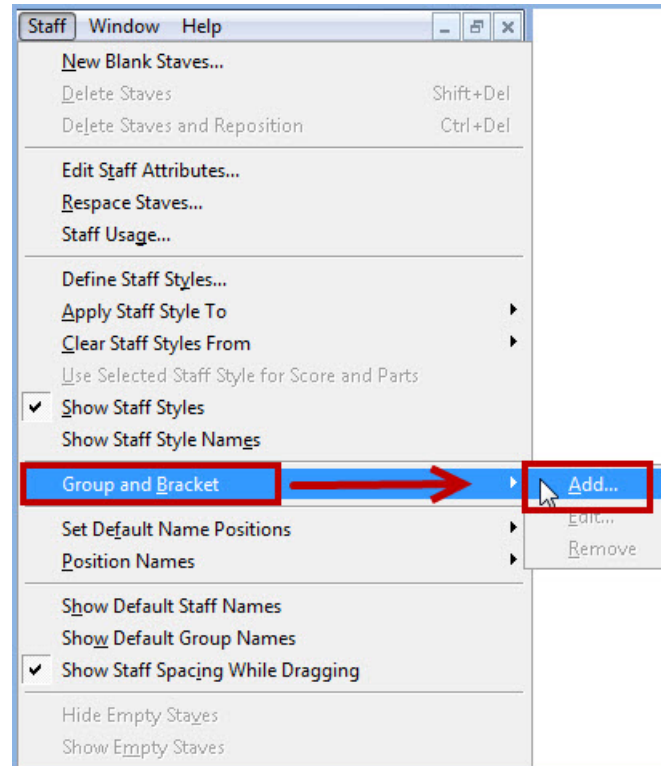 Staff Window Help
New Blank Staves...
Delete Staves Shift+Del
Delete Staves and Reposition Ctrl+Del
Edit Staff Attributes...
Respace Staves...
Staff Usage...
Define Staff Styles...
Apply Staff Style To
Clear Staff Styles From
Use Selected Staff Style for Score and Parts
Show Staff Styles
Show Staff Style Names
Group and Bracket Add...
Edit...
Remove
Set Default Name Positions
Position Names
Show Default Staff Names
Show Default Group Names
Show Staff Spacing While Dragging
Hide Empty Staves
Show Empty Staves